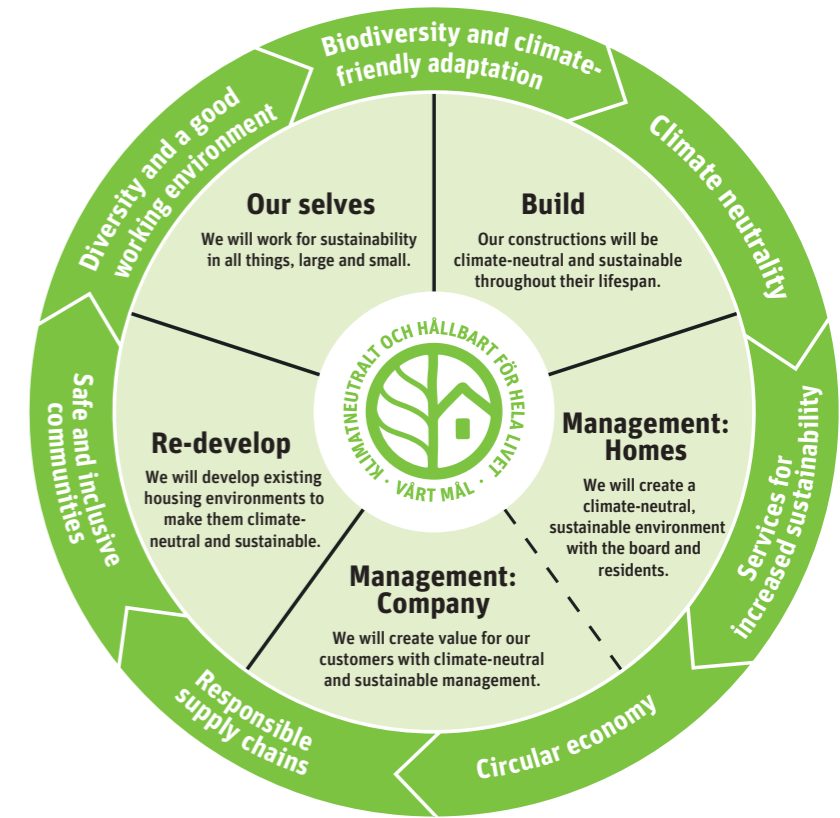 Biodiversity and climate-
friendly adaptation
Climate neutrality
Services for
increased sustainability
Circular economy
Responsible
supply chains
Safe and inclusive
communities
Diversity and a good
working environment
Our selves
We will work for sustainability
in all things, large and small.
Build
Our constructions will be
climate-neutral and sustainable
throughout their lifespan.
Management:
Homes
We will create a
climate-neutral,
sustainable environment
with the board and
residents.
Management:
Company
We will create value for our
customers with climate-neutral
and sustainable management.
Re-develop
We will develop existing
housing environments to
make them climate-
neutral and sustainable.
KLIMATNEUTRALT OCH HÅLLBART FÖR HELA LIVET
· VÅRT MÅL ·